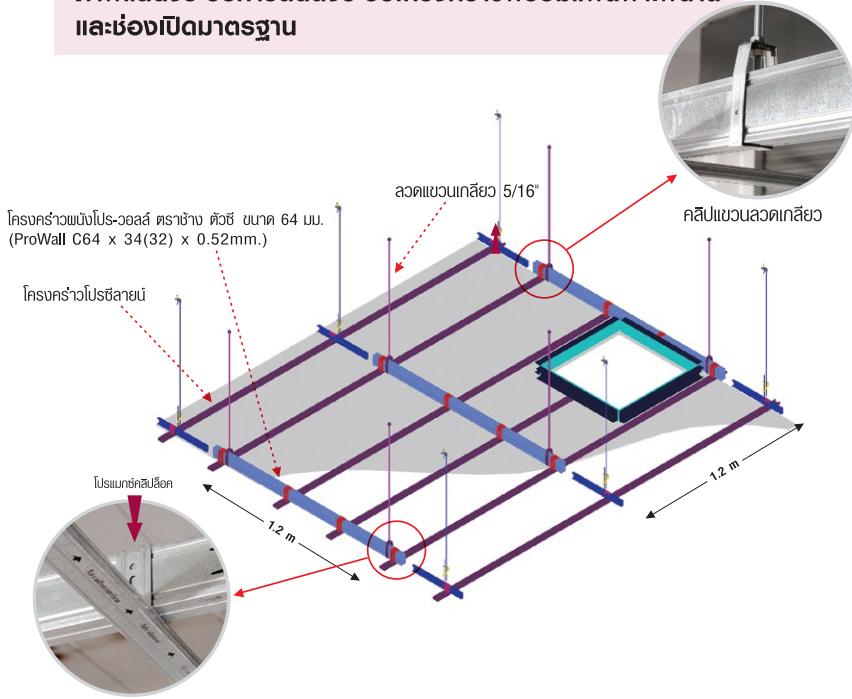 และช่องเปิดมาตรฐาน
ลวดแขวนเกลียว 5/16"
คลิปแขวนลวดเกลียว
โครงคร่าวผนังโปร-วอลล์ ตราช้าง ตัวซี ขนาด 64 มม.
(ProWall C64 x 34(32) x 0.52mm.)
โครงคร่าวโปรซีลายน์
โปรแมกซ์คลิปล็อค
1.2 m
1.2 m